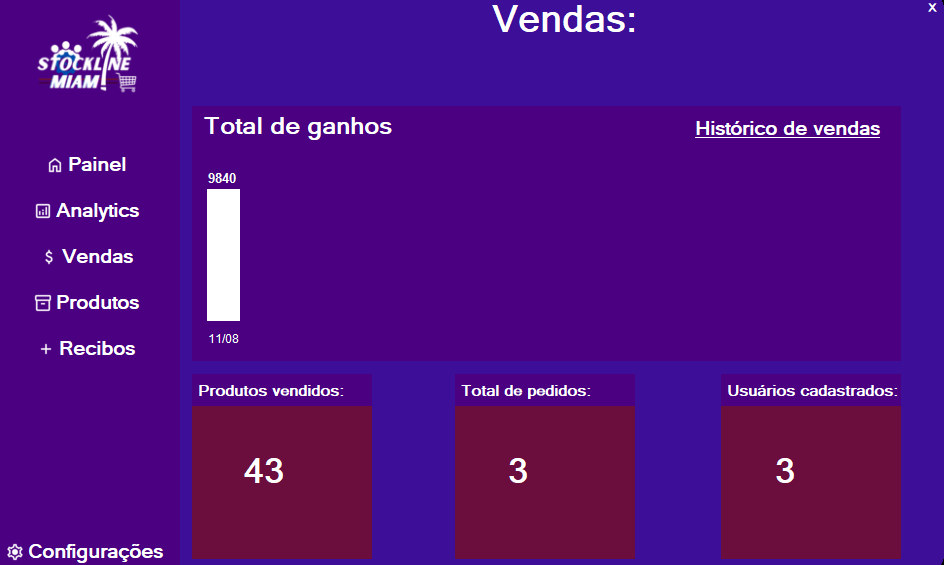 Vendas:
x
STOCKLINE
MIAMI
Painel
Analytics
$ Vendas
Produtos
+ Recibos
Configurações
Total de ganhos
Histórico de vendas
9840
11/08
Produtos vendidos:
43
Total de pedidos:
3
Usuários cadastrados:
3